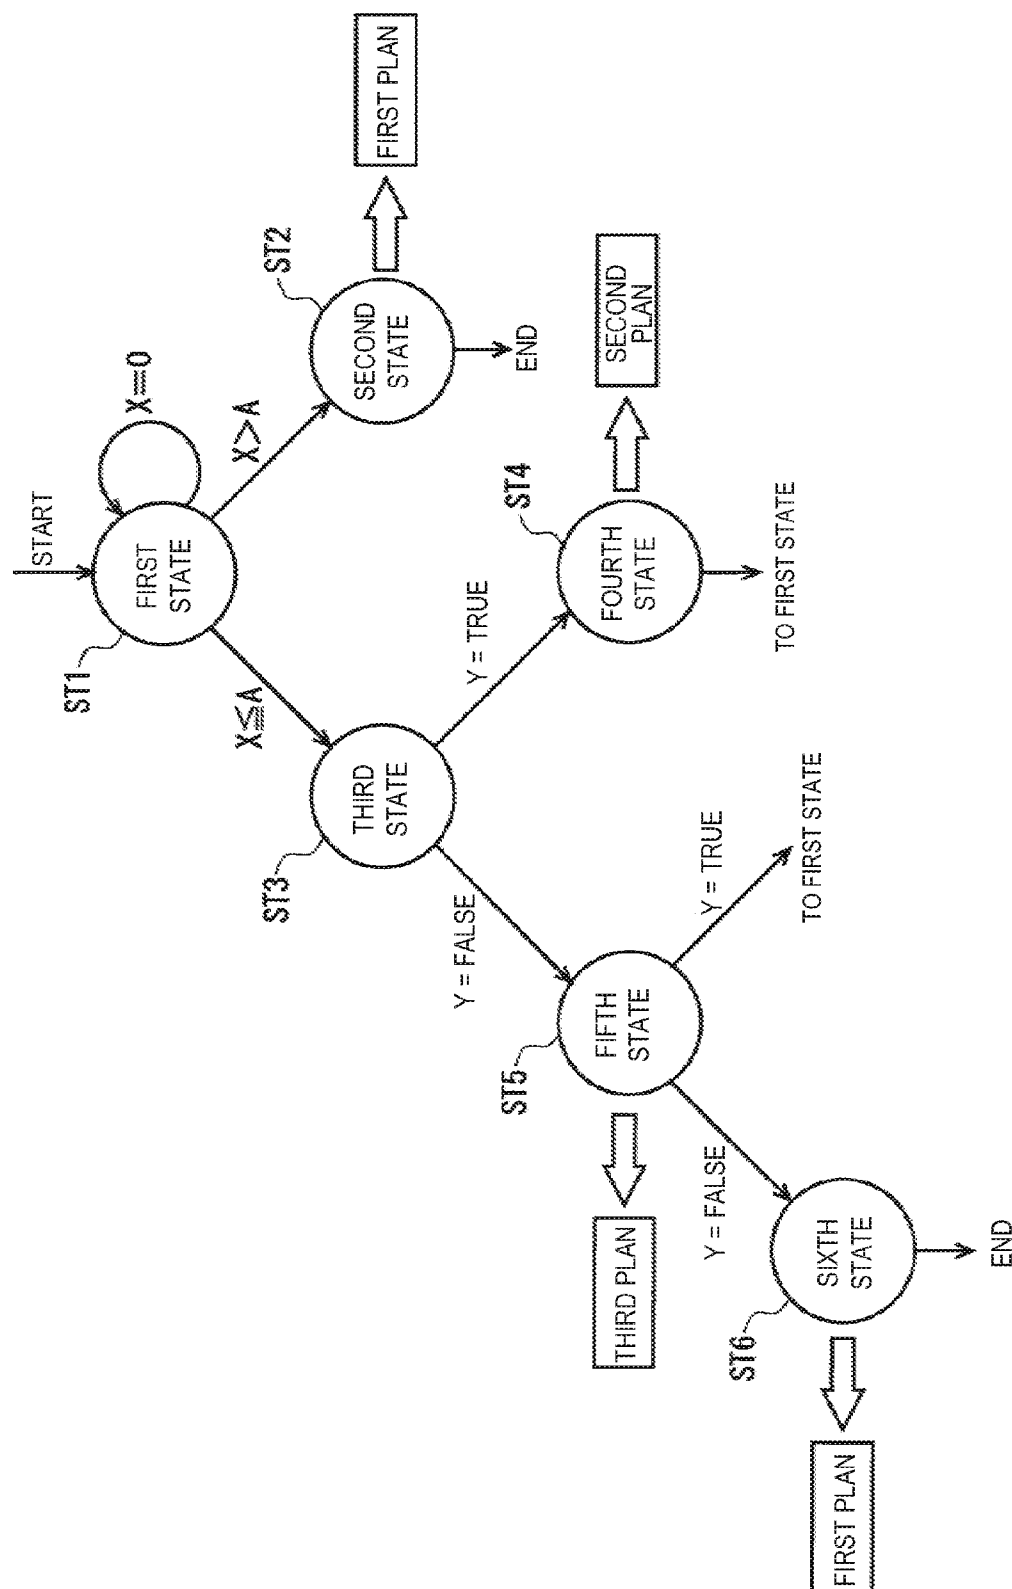 START
X=0
ST1
FIRST
STATE
X≦A
X>A
ST2
SECOND
STATE
FIRST PLAN
END
ST3
THIRD
STATE
Y = FALSE
Y = TRUE
ST4
FOURTH
STATE
SECOND
PLAN
TO FIRST STATE
ST5
FIFTH
STATE
THIRD PLAN
Y = FALSE
Y = TRUE
TO FIRST STATE
ST6
SIXTH
STATE
FIRST PLAN
END